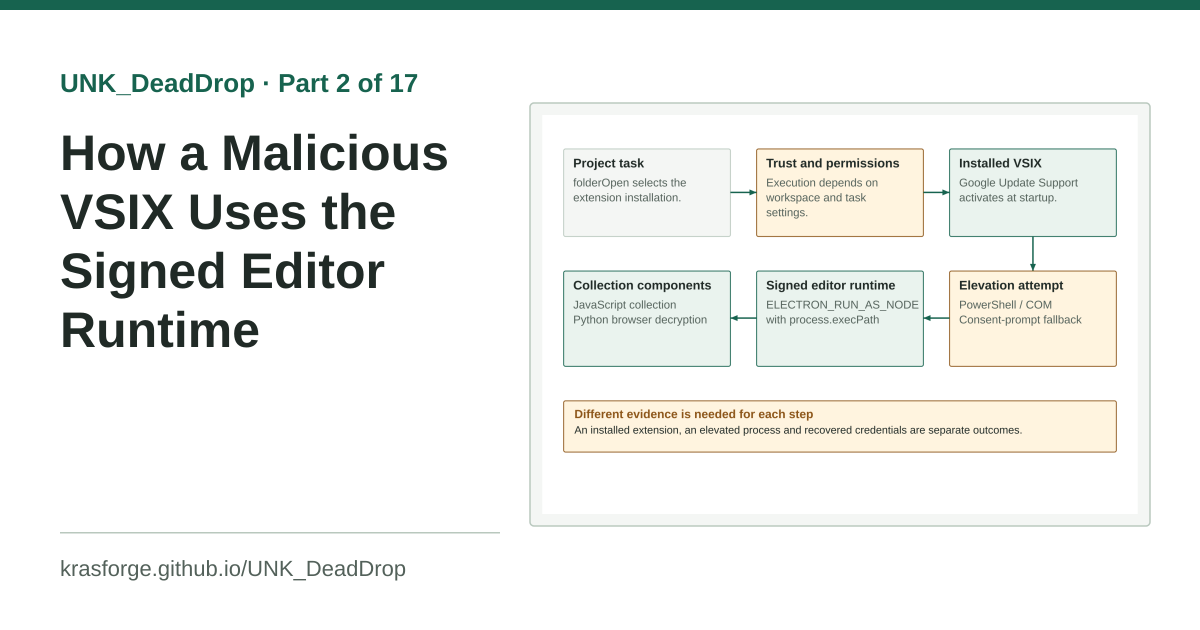 UNK_DeadDrop · Part 2 of 17
How a Malicious
VSIX Uses the
Signed Editor
Runtime
Project task
folderOpen selects the
extension installation.
Trust and permissions
Execution depends on
workspace and task
settings.
Installed VSIX
Google Update Support
activates at startup.
Collection components
JavaScript collection
Python browser decryption
Signed editor runtime
ELECTRON_RUN_AS_NODE
with process.execPath
Elevation attempt
PowerShell / COM
Consent-prompt fallback
Different evidence is needed for each step
An installed extension, an elevated process and recovered credentials are separate outcomes.
krasforge.github.io/UNK_DeadDrop